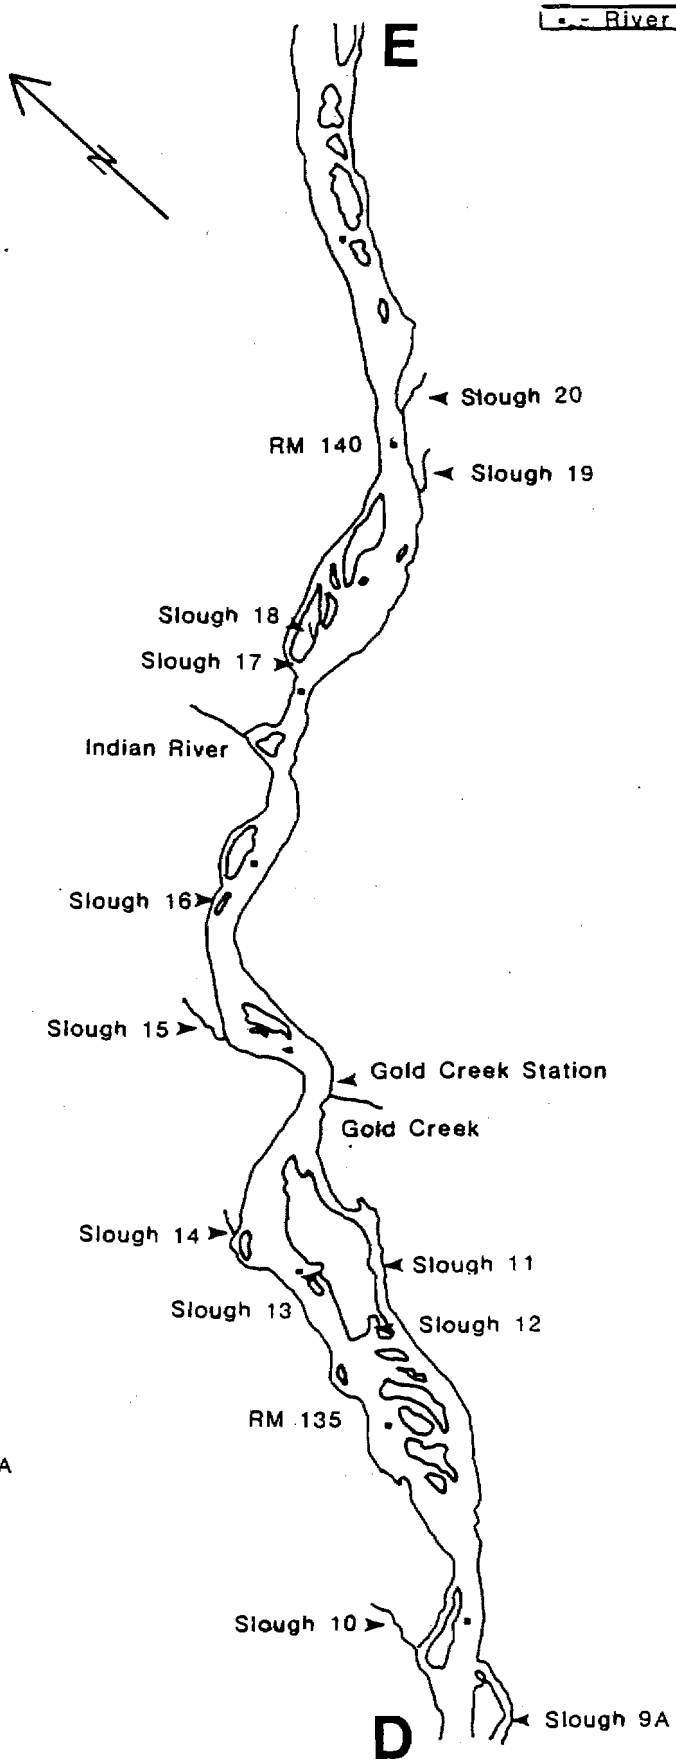 - River
E
N
Slough 20
RM 140
Slough 19
Slough 18
Slough 17
Indian River
Slough 16
Slough 15
Gold Creek Station
Gold Creek
Slough 14
Slough 11
Slough 13
Slough 12
RM 135
A
Slough 10
Slough 9A
D